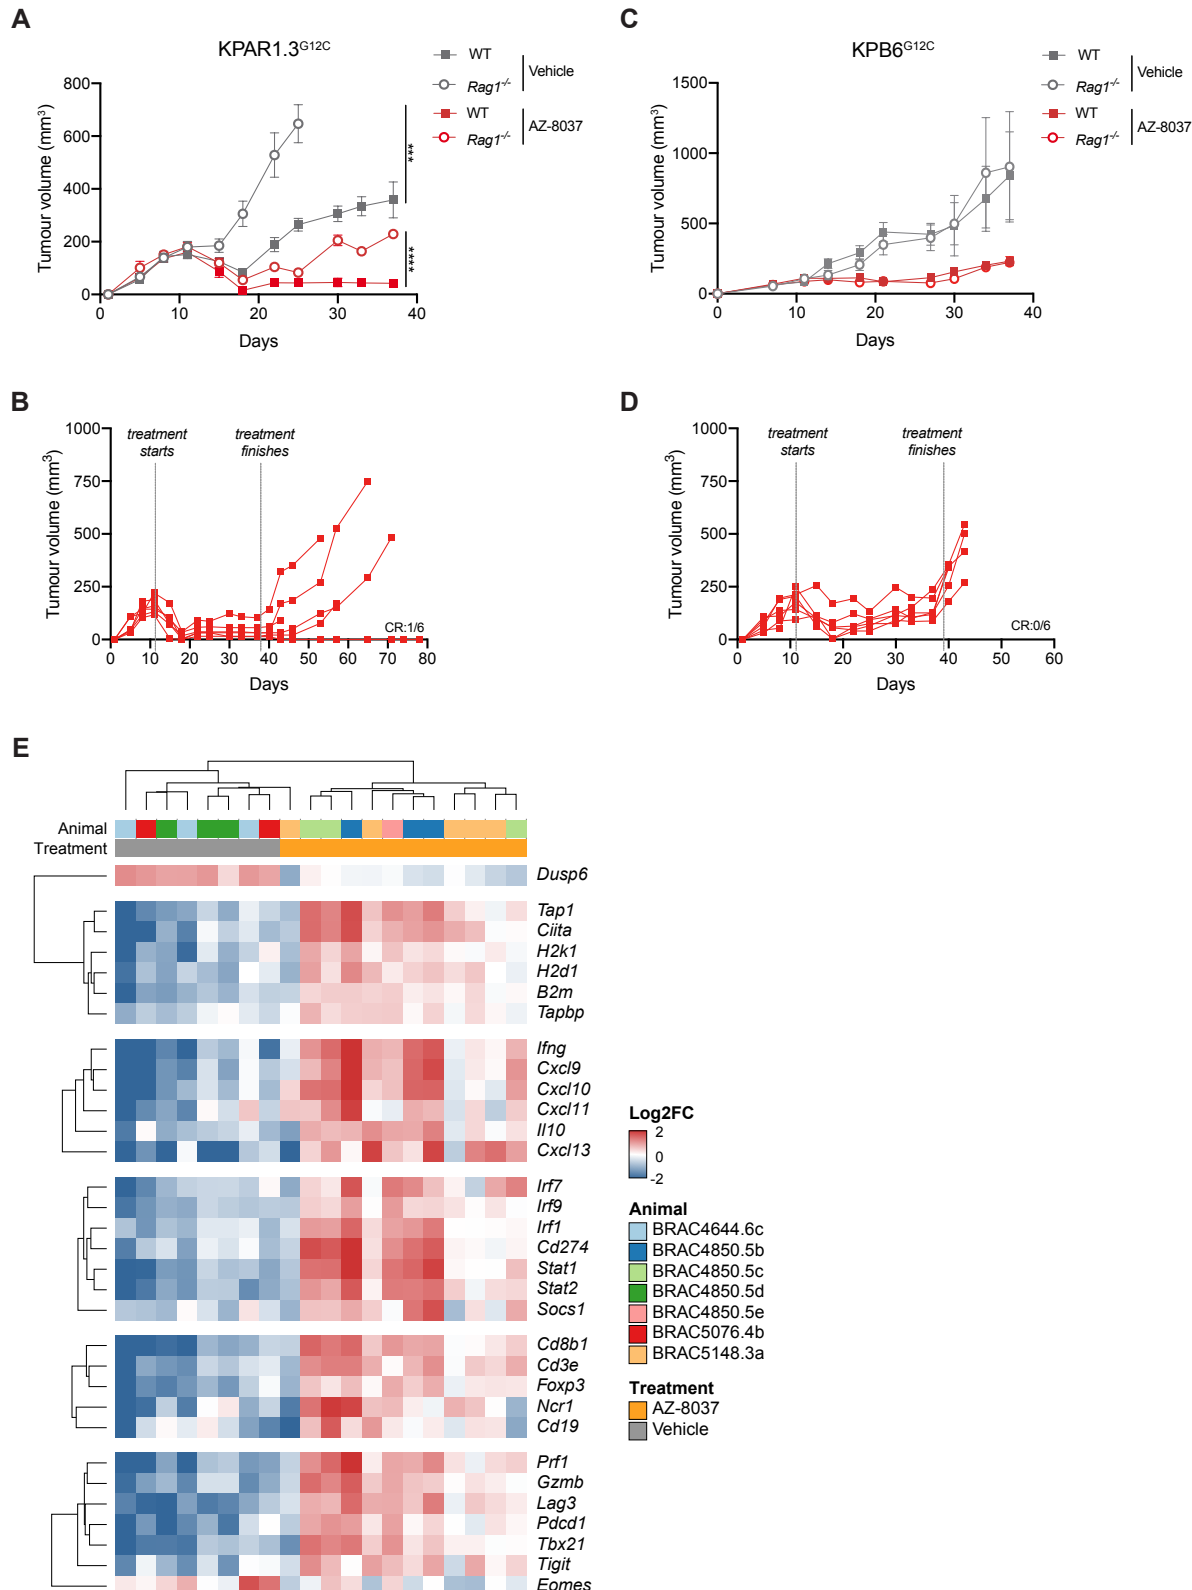 A
KPAR1.3G12C
WT
Rag1-/-
Vehicle
WT
Rag1-/-
AZ-8037
Tumour volume (mm3)
800
600
400
200
0
0 10 20 30 40
Days
***
****
C
KPB6G12C
WT
Rag1-/-
Vehicle
WT
Rag1-/-
AZ-8037
Tumour volume (mm3)
1500
1000
500
0
0 10 20 30 40
Days
B
Tumour volume (mm3)
1000
750
500
250
0
treatment
starts
treatment
finishes
CR:1/6
0 10 20 30 40 50 60 70 80
Days
D
Tumour volume (mm3)
1000
750
500
250
0
treatment
starts
treatment
finishes
CR:0/6
0 10 20 30 40 50 60
Days
E
Animal
Treatment
Dusp6
Tap1
Ciita
H2k1
H2d1
B2m
Tapbp
Ifng
Cxcl9
Cxcl10
Cxcl11
Il10
Cxcl13
Irf7
Irf9
Irf1
Cd274
Stat1
Stat2
Socs1
Cd8b1
Cd3e
Foxp3
Ncr1
Cd19
Prf1
Gzmb
Lag3
Pdcd1
Tbx21
Tigit
Eomes
Log2FC
2
0
-2
Animal
BRAC4644.6c
BRAC4850.5b
BRAC4850.5c
BRAC4850.5d
BRAC4850.5e
BRAC5076.4b
BRAC5148.3a
Treatment
AZ-8037
Vehicle